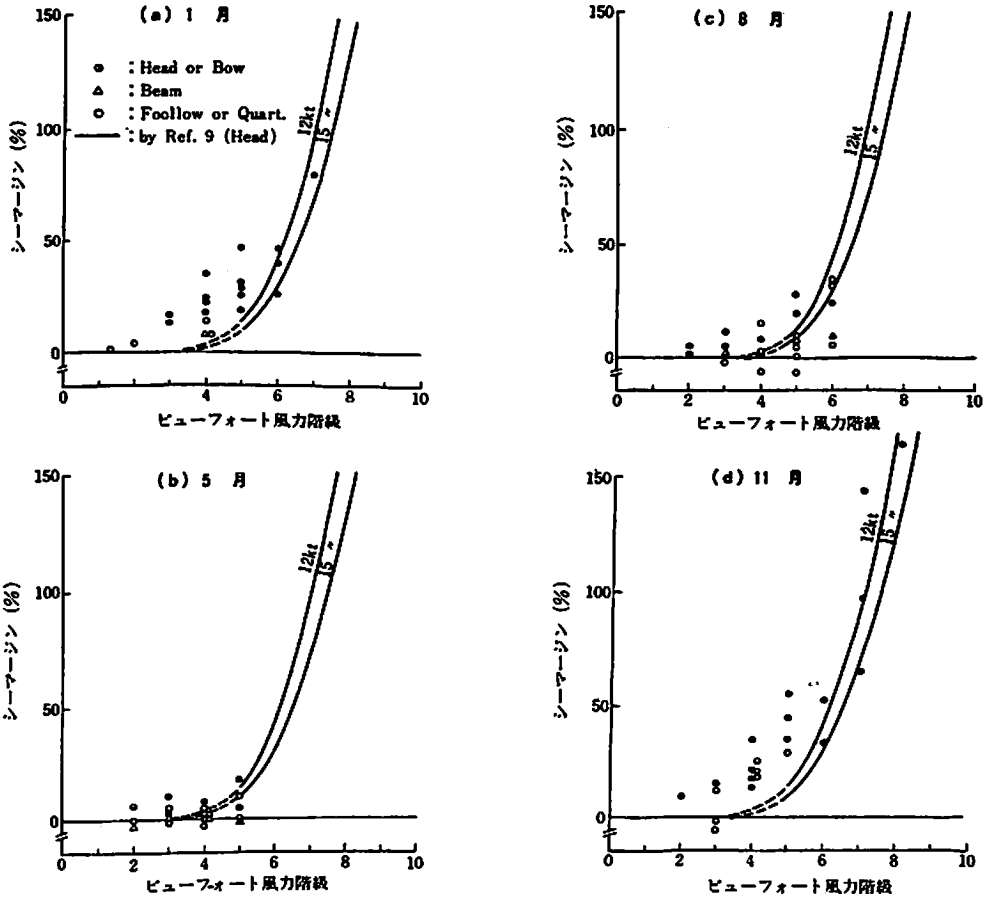 (a) 1 月
150
● : Head or Bow
△ : Beam
○ : Foollow or Quart.
— : by Ref. 9 (Head)
100
50
0
12kt
15 〃
シーマージン (%)
0 2 4 6 8 10
ビューフォート風力階級
(c) 8 月
150
100
50
0
12kt
15 〃
シーマージン (%)
0 2 4 6 8 10
ビューフォート風力階級
(b) 5 月
150
100
50
0
12kt
15 〃
シーマージン (%)
0 2 4 6 8 10
ビューフォート風力階級
(d) 11 月
150
100
50
0
12kt
15 〃
シーマージン (%)
0 2 4 6 8 10
ビューフォート風力階級